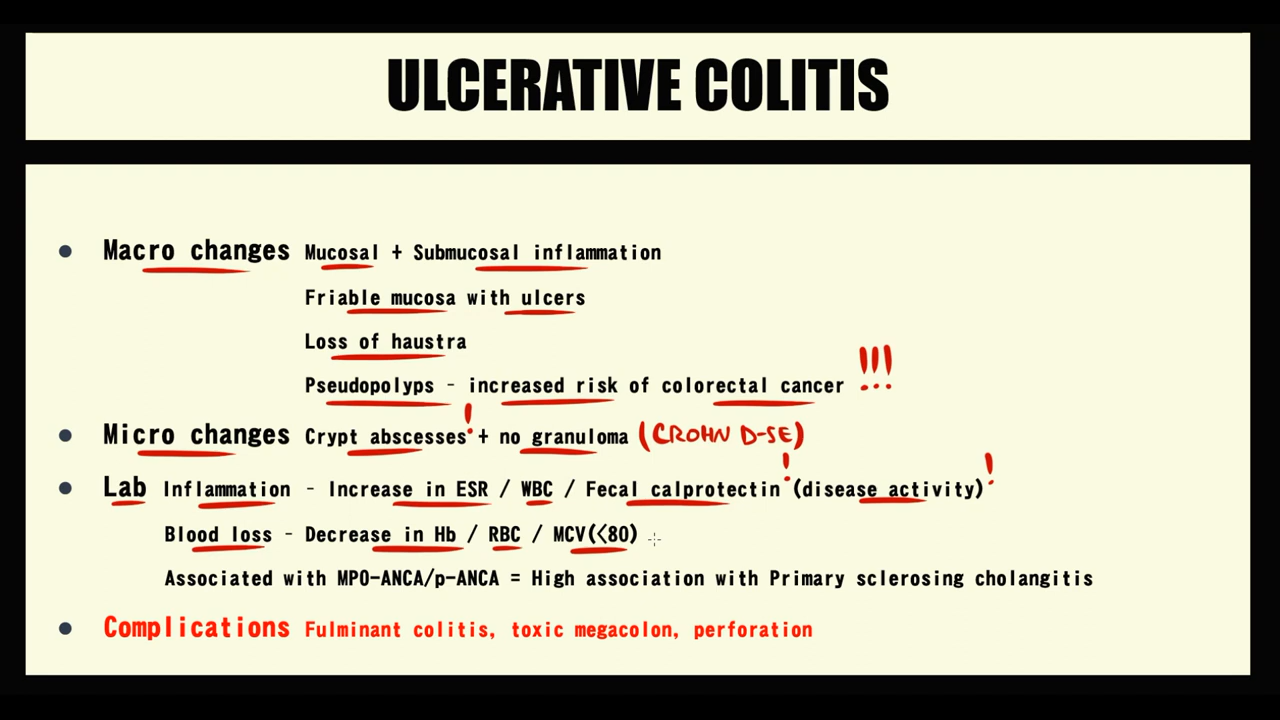 ULCERATIVE COLITIS
• Macro changes Mucosal + Submucosal inflammation
Friable mucosa with ulcers
Loss of haustra
Pseudopolyps - increased risk of colorectal cancer !!!
• Micro changes Crypt abscesses! + no granuloma (CROHN D-SE)
• Lab Inflammation - Increase in ESR / WBC / Fecal calprotectin! (disease activity)!
Blood loss - Decrease in Hb / RBC / MCV(<80)
Associated with MPO-ANCA/p-ANCA = High association with Primary sclerosing cholangitis
• Complications Fulminant colitis, toxic megacolon, perforation